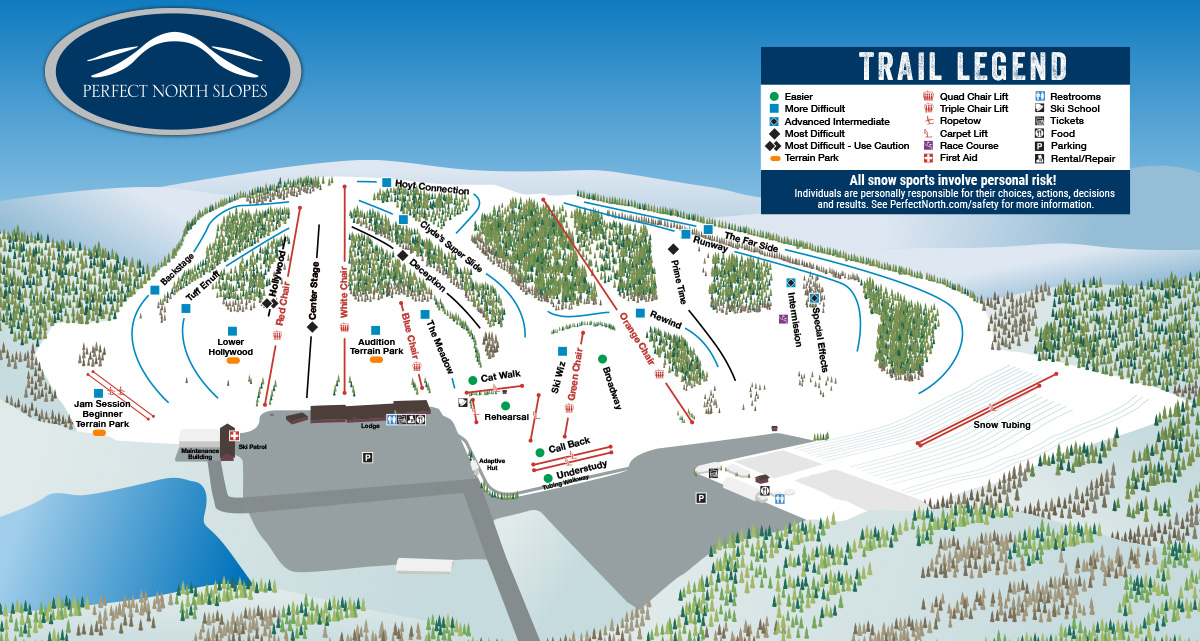 PERFECT NORTH SLOPES
TRAIL LEGEND
Easier
More Difficult
Advanced Intermediate
Most Difficult
Most Difficult - Use Caution
Terrain Park
Quad Chair Lift
Triple Chair Lift
Ropetow
Carpet Lift
Race Course
First Aid
Restrooms
Ski School
Tickets
Food
Parking
Rental/Repair
All snow sports involve personal risk!
Individuals are personally responsible for their choices, actions, decisions
and results. See PerfectNorth.com/safety for more information.
Hoyt Connection
Clyde's Super Slide
Deception
Backstage
Tuff Enuff
Hollywood
Red Chair
Center Stage
White Chair
Blue Chair
The Meadow
Lower
Hollywood
Audition
Terrain Park
Jam Session
Beginner
Terrain Park
The Far Side
Runway
Prime Time
Intermission
Special Effects
Rewind
Orange Chair
Ski Wiz
Green Chair
Broadway
Cat Walk
Rehearsal
Call Back
Understudy
Tubing Walkway
Snow Tubing
Lodge
Ski Patrol
Maintenance
Building
Adaptive
Hut
P
P